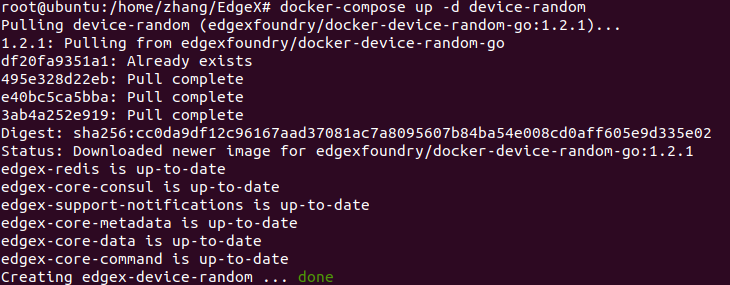 root@ubuntu:/home/zhang/EdgeX# docker-compose up -d device-random
Pulling device-random (edgexfoundry/docker-device-random-go:1.2.1)...
1.2.1: Pulling from edgexfoundry/docker-device-random-go
df20fa9351a1: Already exists
495e328d22eb: Pull complete
e40bc5ca5bba: Pull complete
3ab4a252e919: Pull complete
Digest: sha256:cc0da9df12c96167aad37081ac7a8095607b84ba54e008cd0aff605e9d335e02
Status: Downloaded newer image for edgexfoundry/docker-device-random-go:1.2.1
edgex-redis is up-to-date
edgex-core-consul is up-to-date
edgex-support-notifications is up-to-date
edgex-core-metadata is up-to-date
edgex-core-data is up-to-date
edgex-core-command is up-to-date
Creating edgex-device-random ... done